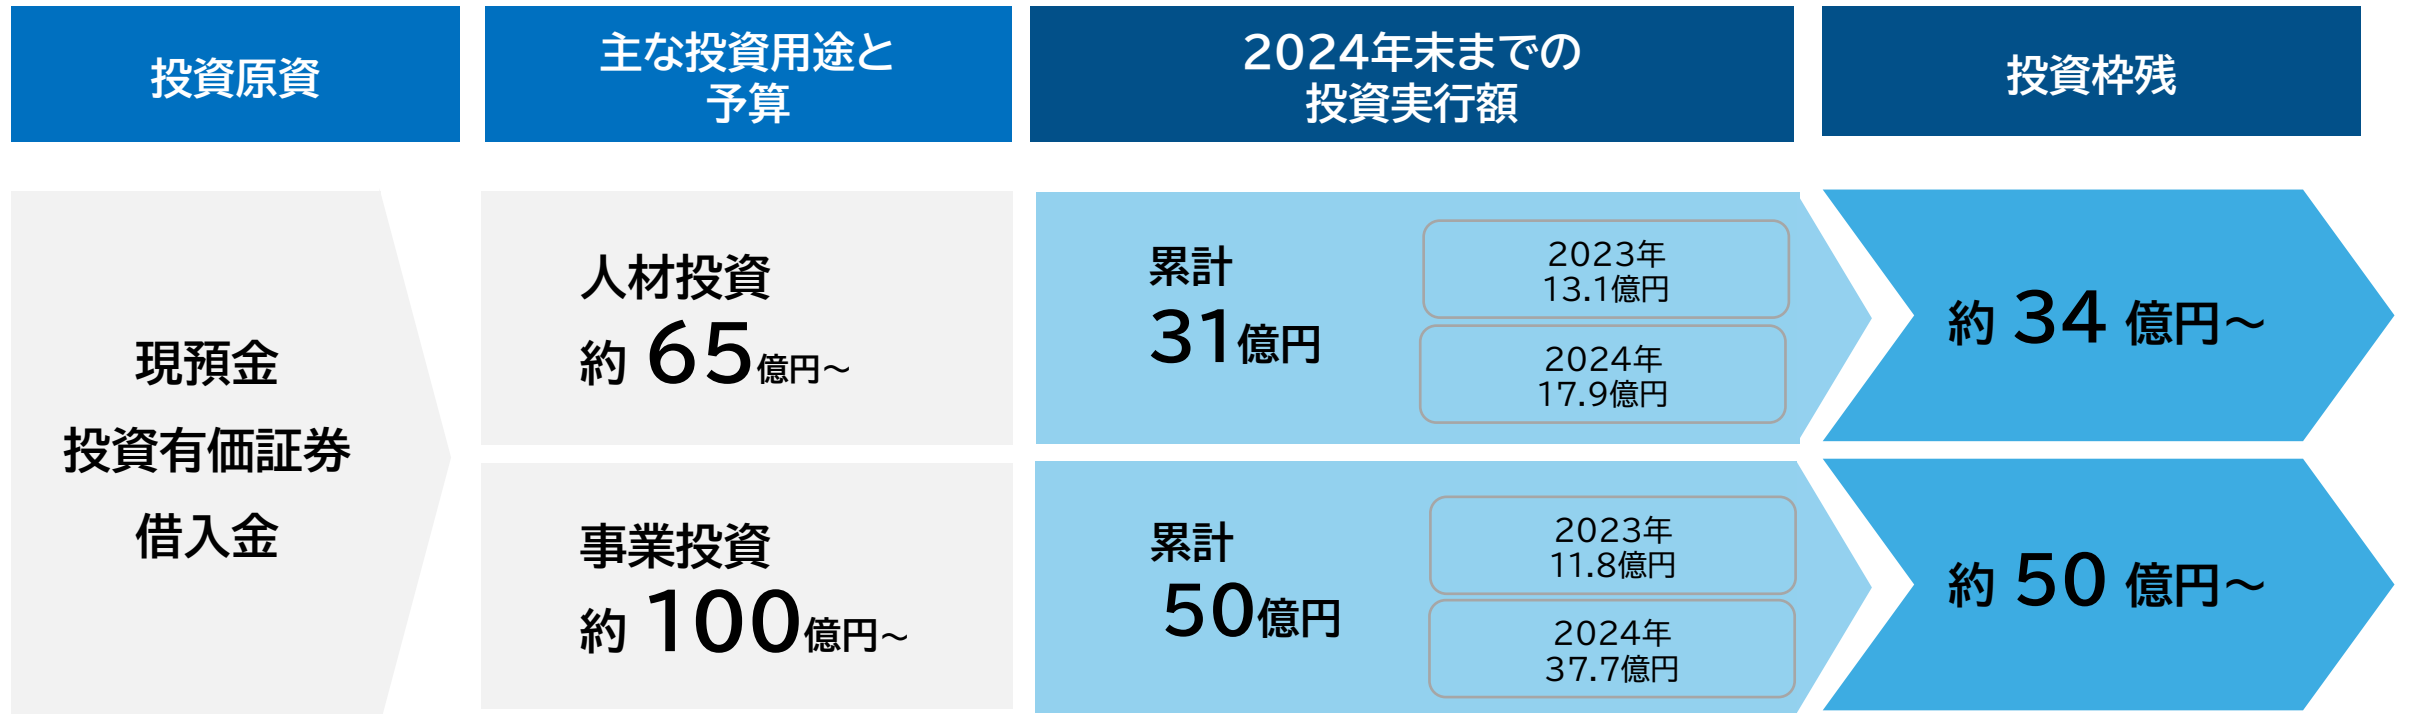 投資原資
主な投資用途と
予算
2024年末までの
投資実行額
投資枠残
現預金
投資有価証券
借入金
人材投資
約 65億円～
累計
31億円
2023年
13.1億円
2024年
17.9億円
約 34 億円～
事業投資
約 100億円～
累計
50億円
2023年
11.8億円
2024年
37.7億円
約 50 億円～